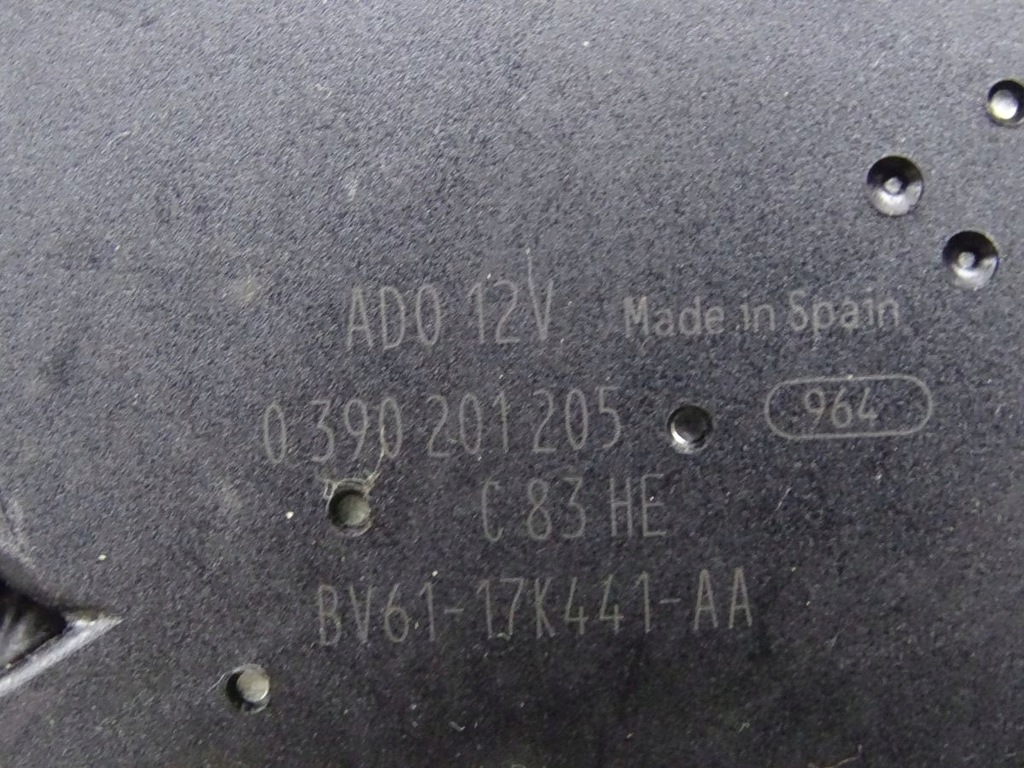 ADO 12V Made in Spain
0 390 201 205 964
C 83 HE
BV61-17K441-AA